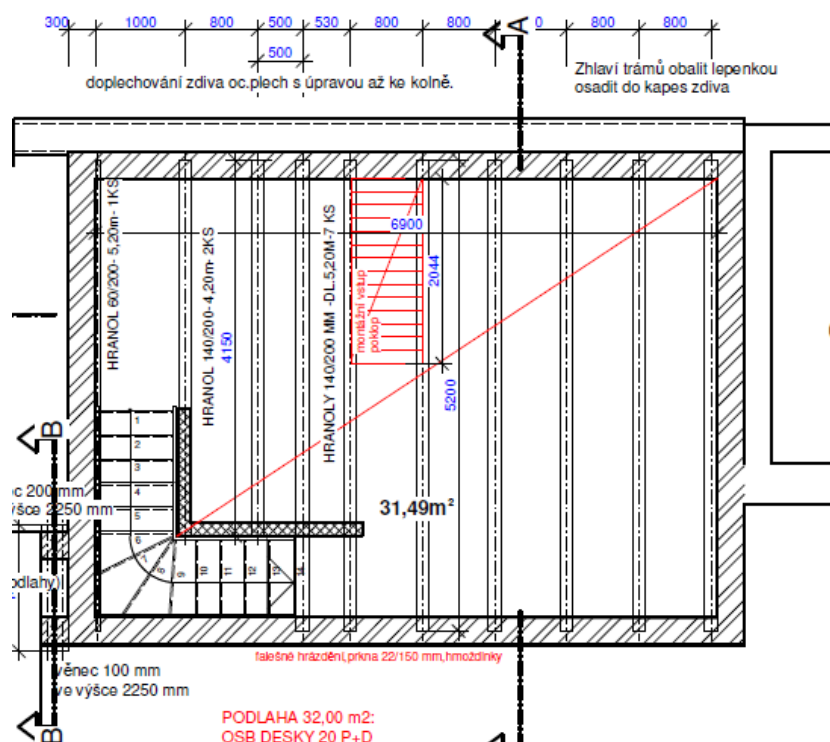 300 1000 800 500 530 800 800 0 800 800
500
A
doplechování zdiva oc.plech s úpravou až ke kolně.
Zhlaví trámů obalit lepenkou
osadit do kapes zdiva
HRANOL 60/200- 5,20m- 1KS
HRANOL 140/200-4,20m- 2KS
4150
HRANOLY 140/200 MM -DL.5,20M-7 KS
6900
2044
montážní vstup
poklop
5200
31,49m²
1
2
3
4
5
6
7
8
9
10
11
12
13
14
B
ec 200 mm
výšce 2250 mm
odlahy)
falešné hrázdění,prkna 22/150 mm,hmoždinky
věnec 100 mm
ve výšce 2250 mm
B
PODLAHA 32,00 m2:
OSB DESKY 20 P+D